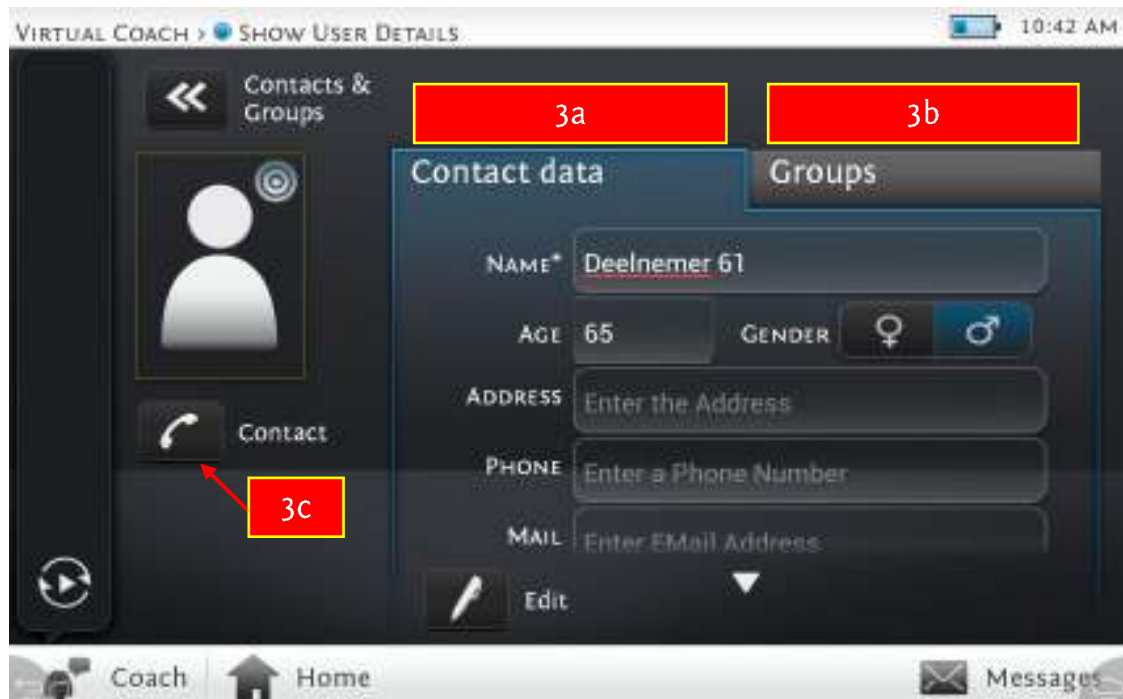 Virtual Coach > Show User Details
10:42 AM
Contacts &
Groups
3a
3b
Contact data
Groups
Name* Deelnemer 61
Age 65 Gender ♀ ♂
Address Enter the Address
Contact
Phone Enter a Phone Number
3c
Mail Enter EMail Address
Edit
Coach Home Messages